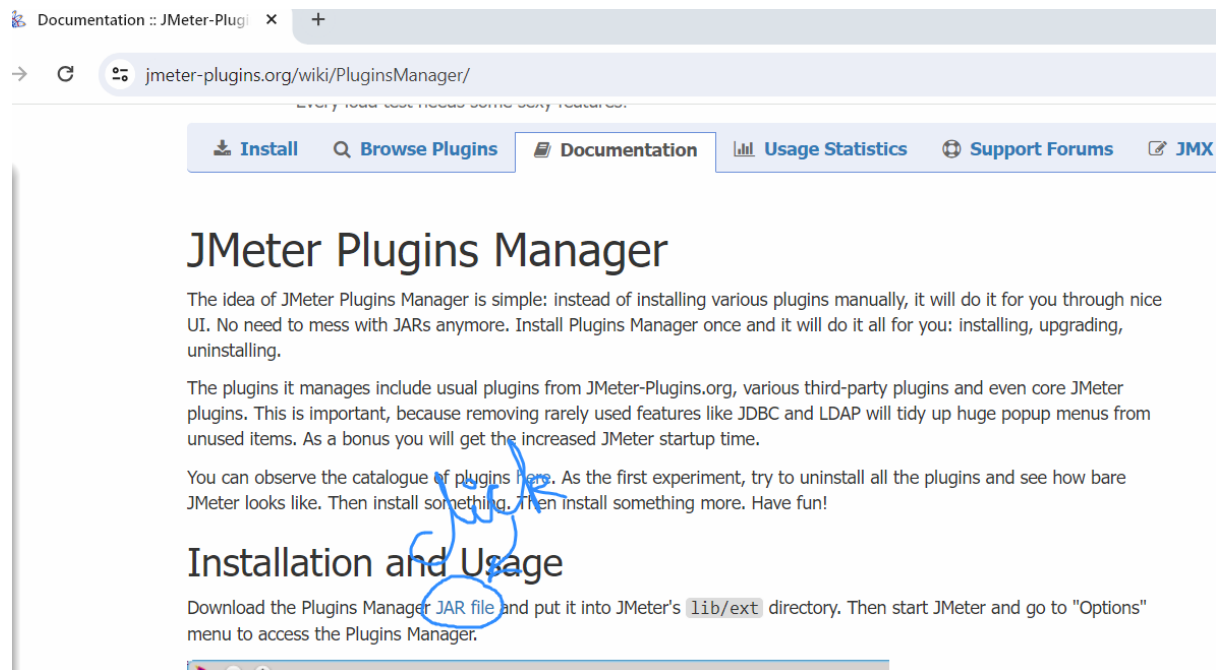 Documentation :: JMeter-Plugi
jmeter-plugins.org/wiki/PluginsManager/
Every load test needs some sexy features!
Install Browse Plugins Documentation Usage Statistics Support Forums JMX
JMeter Plugins Manager
The idea of JMeter Plugins Manager is simple: instead of installing various plugins manually, it will do it for you through nice
UI. No need to mess with JARs anymore. Install Plugins Manager once and it will do it all for you: installing, upgrading,
uninstalling.
The plugins it manages include usual plugins from JMeter-Plugins.org, various third-party plugins and even core JMeter
plugins. This is important, because removing rarely used features like JDBC and LDAP will tidy up huge popup menus from
unused items. As a bonus you will get the increased JMeter startup time.
You can observe the catalogue of plugins here. As the first experiment, try to uninstall all the plugins and see how bare
JMeter looks like. Then install something. Then install something more. Have fun!
click
Installation and Usage
Download the Plugins Manager JAR file and put it into JMeter's lib/ext directory. Then start JMeter and go to "Options"
menu to access the Plugins Manager.